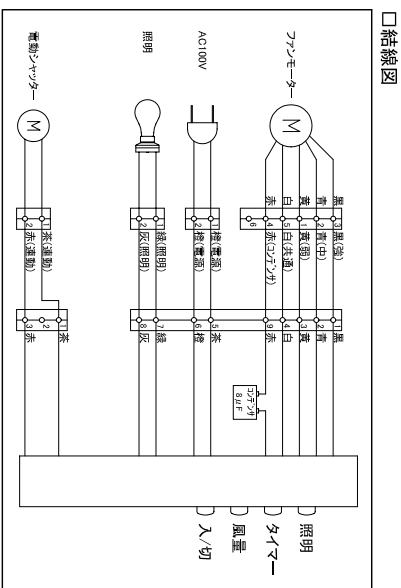 □結線図
ファンモーター
M
黒
青
黄
白
赤
3 黒(強)
2 青(中)
1 黄(弱)
5 白(共通)
4 赤(コンデンサ)
6
1 黒
2 青
3 黄
4 白
9 赤
コンデンサ
8μF
AC100V
1 橙(電源)
2 橙(電源)
5 茶
6 橙
照明
1 緑(照明)
2 灰(照明)
7 緑
8 灰
電動シャッター
M
1 茶(連動)
2 赤(連動)
1 茶
2
3 赤
照明
タイマー
風量
入/切